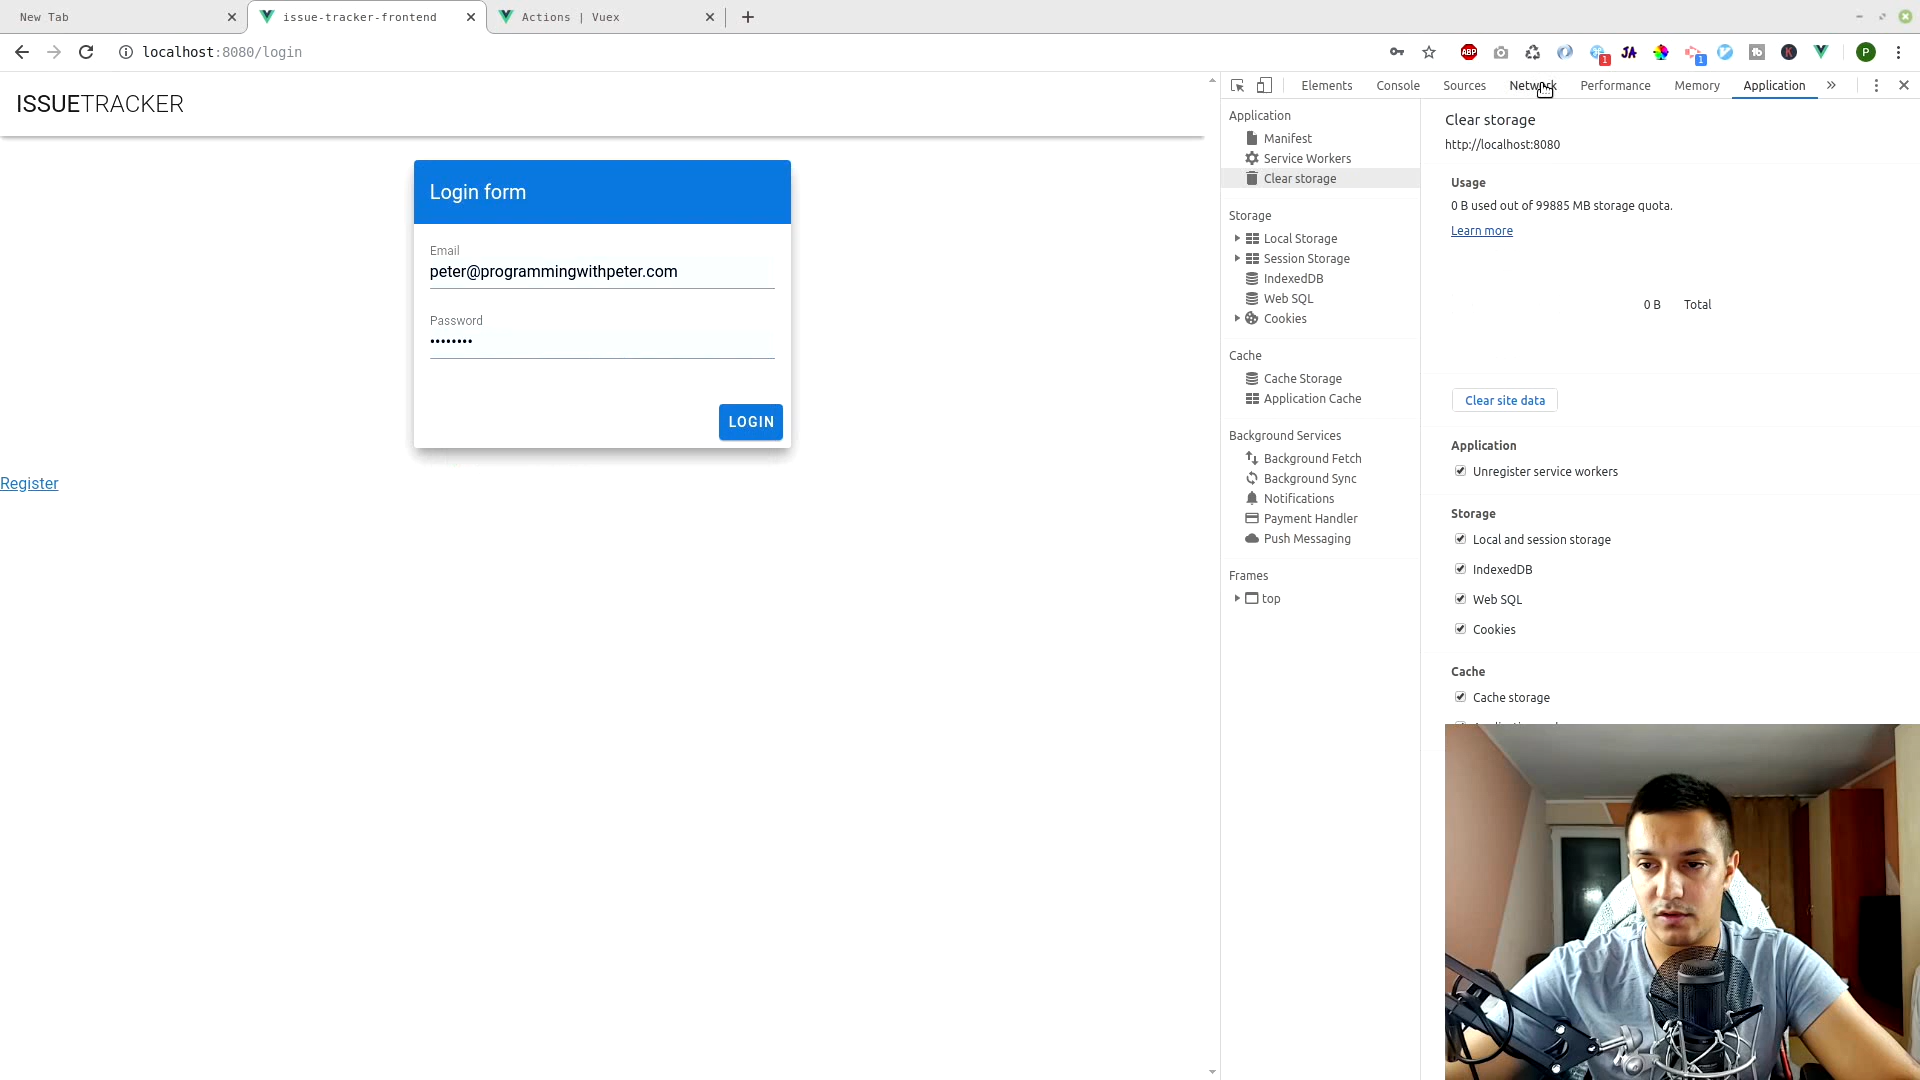 New Tab
issue-tracker-frontend
Actions | Vuex
localhost:8080/login
ABP
1
JA
1
tb
K
P
ISSUETRACKER
Login form
Email
peter@programmingwithpeter.com
Password
••••••••
LOGIN
Register
Elements
Console
Sources
Network
Performance
Memory
Application
Application
Manifest
Service Workers
Clear storage
Storage
Local Storage
Session Storage
IndexedDB
Web SQL
Cookies
Cache
Cache Storage
Application Cache
Background Services
Background Fetch
Background Sync
Notifications
Payment Handler
Push Messaging
Frames
top
Clear storage
http://localhost:8080
Usage
0 B used out of 99885 MB storage quota.
Learn more
0 B Total
Clear site data
Application
Unregister service workers
Storage
Local and session storage
IndexedDB
Web SQL
Cookies
Cache
Cache storage